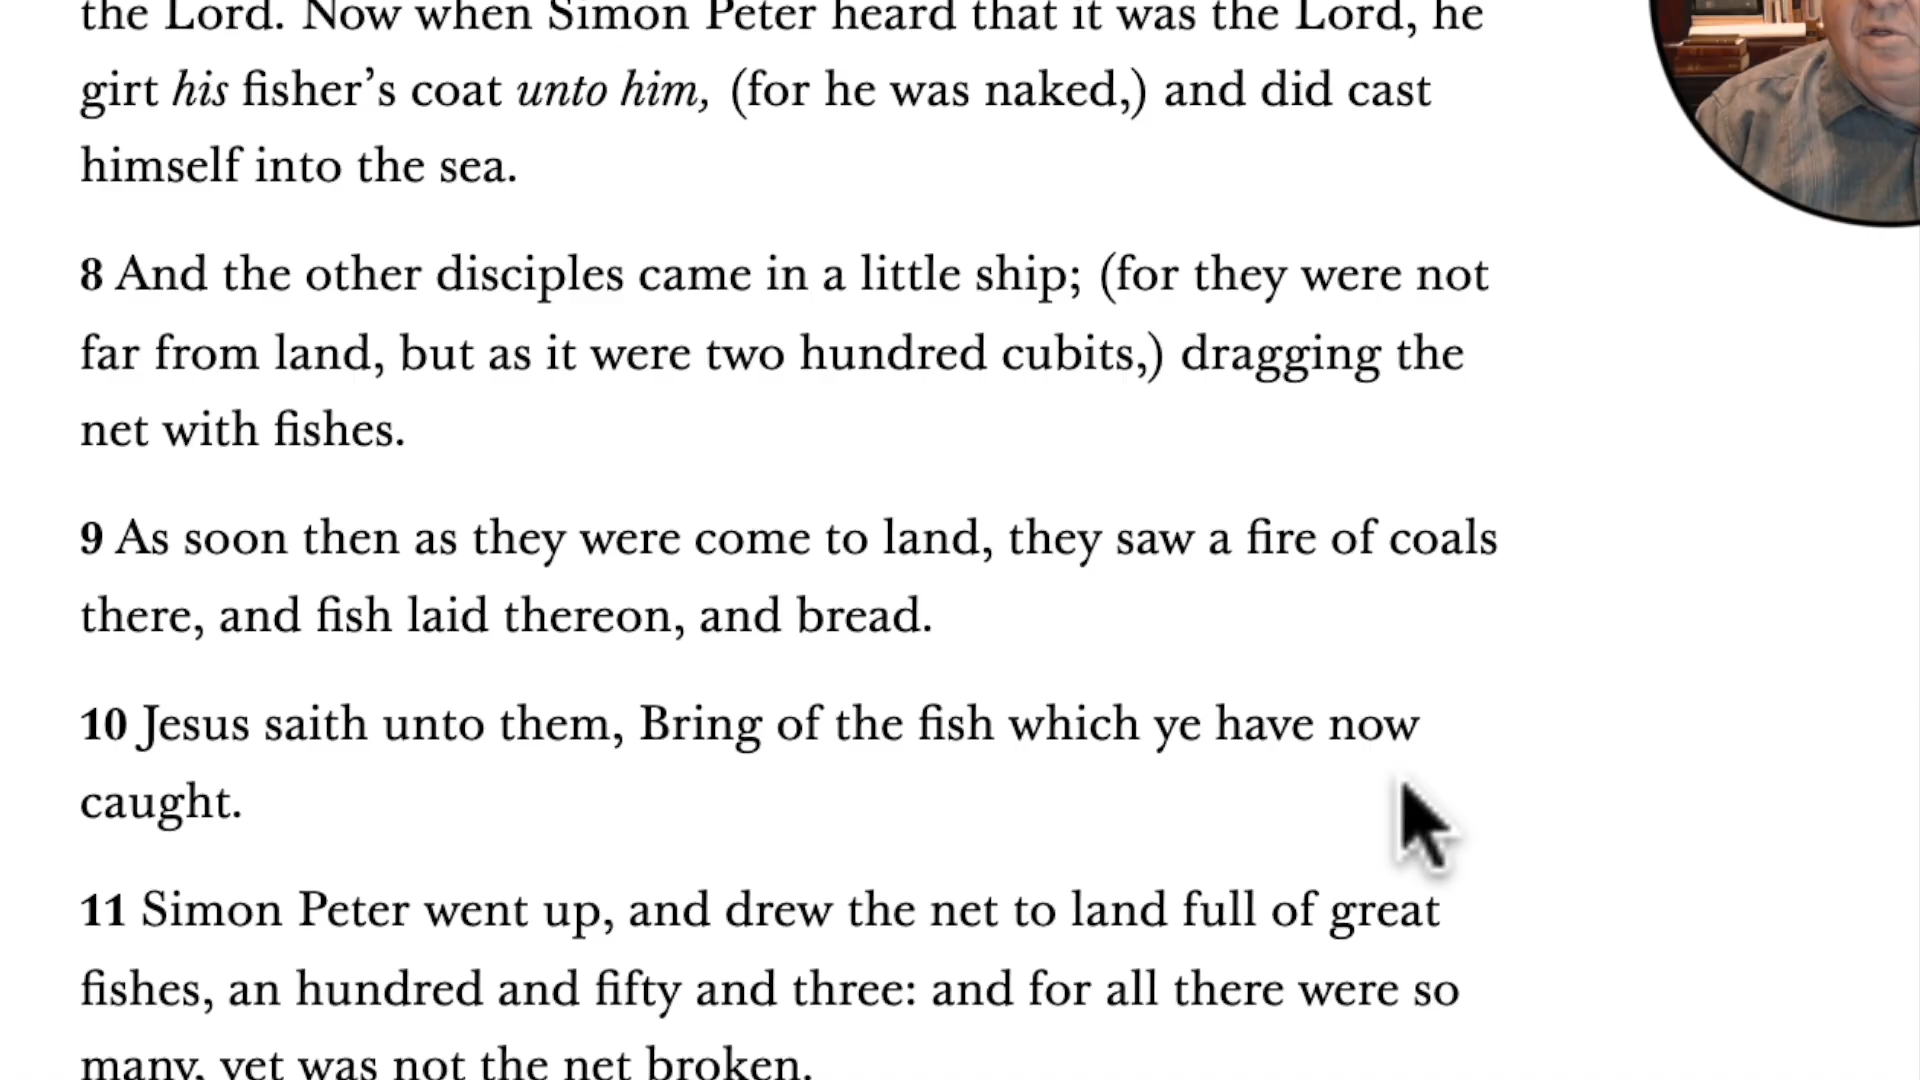 the Lord. Now when Simon Peter heard that it was the Lord, he
girt his fisher’s coat unto him, (for he was naked,) and did cast
himself into the sea.
8 And the other disciples came in a little ship; (for they were not
far from land, but as it were two hundred cubits,) dragging the
net with fishes.
9 As soon then as they were come to land, they saw a fire of coals
there, and fish laid thereon, and bread.
10 Jesus saith unto them, Bring of the fish which ye have now
caught.
11 Simon Peter went up, and drew the net to land full of great
fishes, an hundred and fifty and three: and for all there were so
many, yet was not the net broken.